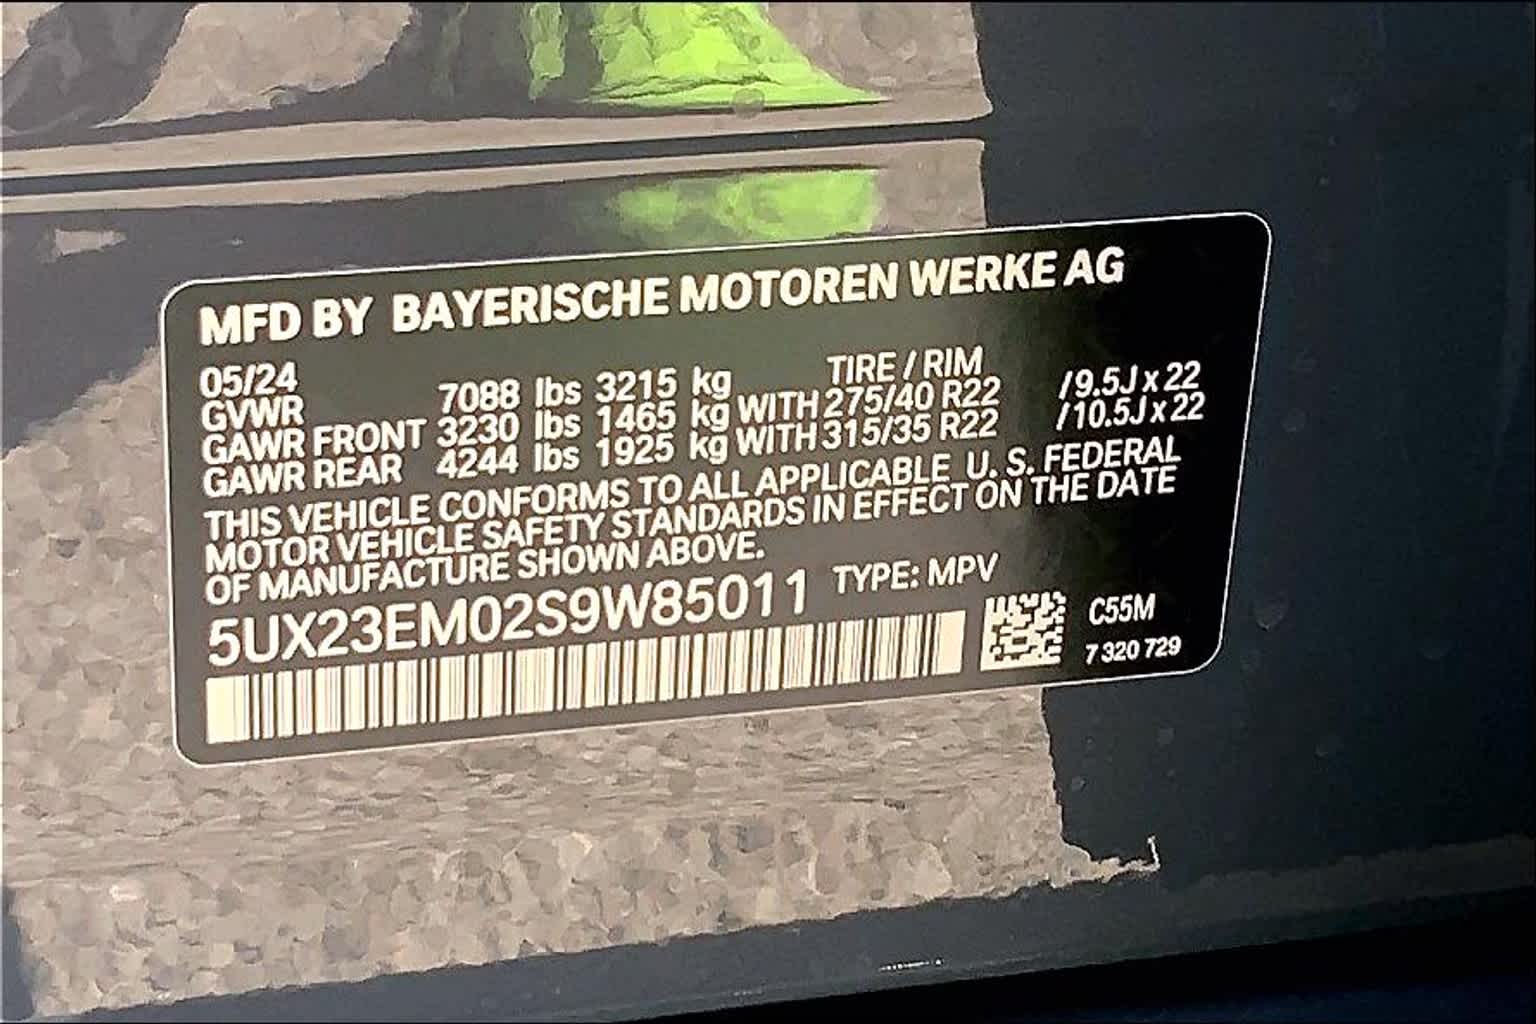 MFD BY BAYERISCHE MOTOREN WERKE AG
05/24 TIRE / RIM
GVWR 7088 lbs 3215 kg
GAWR FRONT 3230 lbs 1465 kg WITH 275/40 R22 /9.5J x 22
GAWR REAR 4244 lbs 1925 kg WITH 315/35 R22 /10.5J x 22
THIS VEHICLE CONFORMS TO ALL APPLICABLE U. S. FEDERAL
MOTOR VEHICLE SAFETY STANDARDS IN EFFECT ON THE DATE
OF MANUFACTURE SHOWN ABOVE.
5UX23EM02S9W85011 TYPE: MPV
C55M
7 320 729